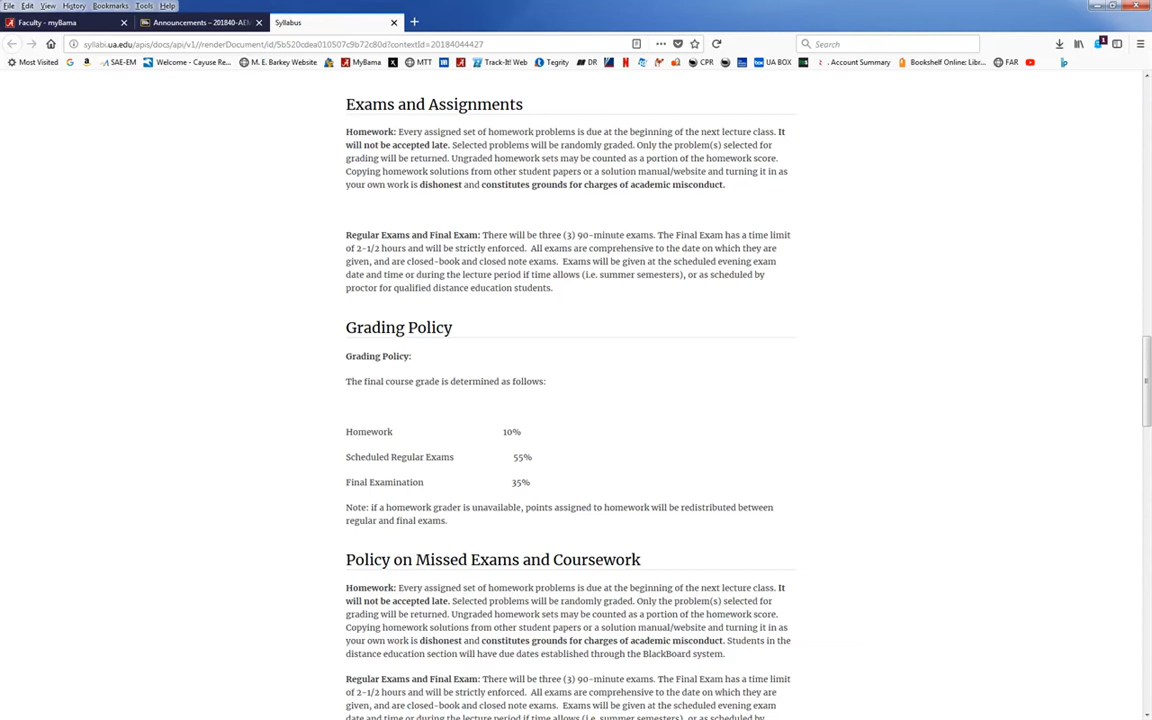 File Edit View History Bookmarks Tools Help
Faculty - myBama
Announcements – 201840-AEM
Syllabus
syllabi.ua.edu/apis/docs/api/v1//renderDocument/id/5b520cdea010507c9b72c80d?contextId=20184044427
Search
Most Visited SAE-EM Welcome - Cayuse Re... M. E. Barkey Website MyBama MTT Track-It! Web Tegrity DR CPR UA BOX Account Summary Bookshelf Online: Libr... FAR
Exams and Assignments
Homework: Every assigned set of homework problems is due at the beginning of the next lecture class. It
will not be accepted late. Selected problems will be randomly graded. Only the problem(s) selected for
grading will be returned. Ungraded homework sets may be counted as a portion of the homework score.
Copying homework solutions from other student papers or a solution manual/website and turning it in as
your own work is dishonest and constitutes grounds for charges of academic misconduct.
Regular Exams and Final Exam: There will be three (3) 90-minute exams. The Final Exam has a time limit
of 2-1/2 hours and will be strictly enforced. All exams are comprehensive to the date on which they are
given, and are closed-book and closed note exams. Exams will be given at the scheduled evening exam
date and time or during the lecture period if time allows (i.e. summer semesters), or as scheduled by
proctor for qualified distance education students.
Grading Policy
Grading Policy:
The final course grade is determined as follows:
Homework 10%
Scheduled Regular Exams 55%
Final Examination 35%
Note: if a homework grader is unavailable, points assigned to homework will be redistributed between
regular and final exams.
Policy on Missed Exams and Coursework
Homework: Every assigned set of homework problems is due at the beginning of the next lecture class. It
will not be accepted late. Selected problems will be randomly graded. Only the problem(s) selected for
grading will be returned. Ungraded homework sets may be counted as a portion of the homework score.
Copying homework solutions from other student papers or a solution manual/website and turning it in as
your own work is dishonest and constitutes grounds for charges of academic misconduct. Students in the
distance education section will have due dates established through the BlackBoard system.
Regular Exams and Final Exam: There will be three (3) 90-minute exams. The Final Exam has a time limit
of 2-1/2 hours and will be strictly enforced. All exams are comprehensive to the date on which they are
given, and are closed-book and closed note exams. Exams will be given at the scheduled evening exam
date and time or during the lecture period if time allows (i.e. summer semesters), or as scheduled by